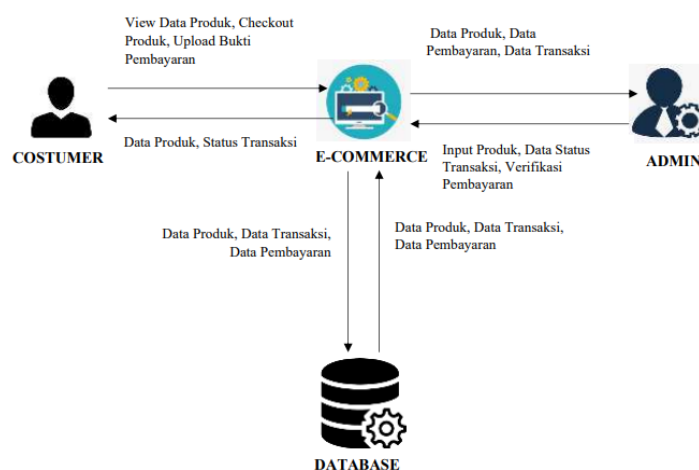 View Data Produk, Checkout
Produk, Upload Bukti
Pembayaran
Data Produk, Data
Pembayaran, Data Transaksi
Data Produk, Status Transaksi
COSTUMER
E-COMMERCE
Input Produk, Data Status
Transaksi, Verifikasi
Pembayaran
ADMIN
Data Produk, Data Transaksi,
Data Pembayaran
Data Produk, Data Transaksi,
Data Pembayaran
DATABASE